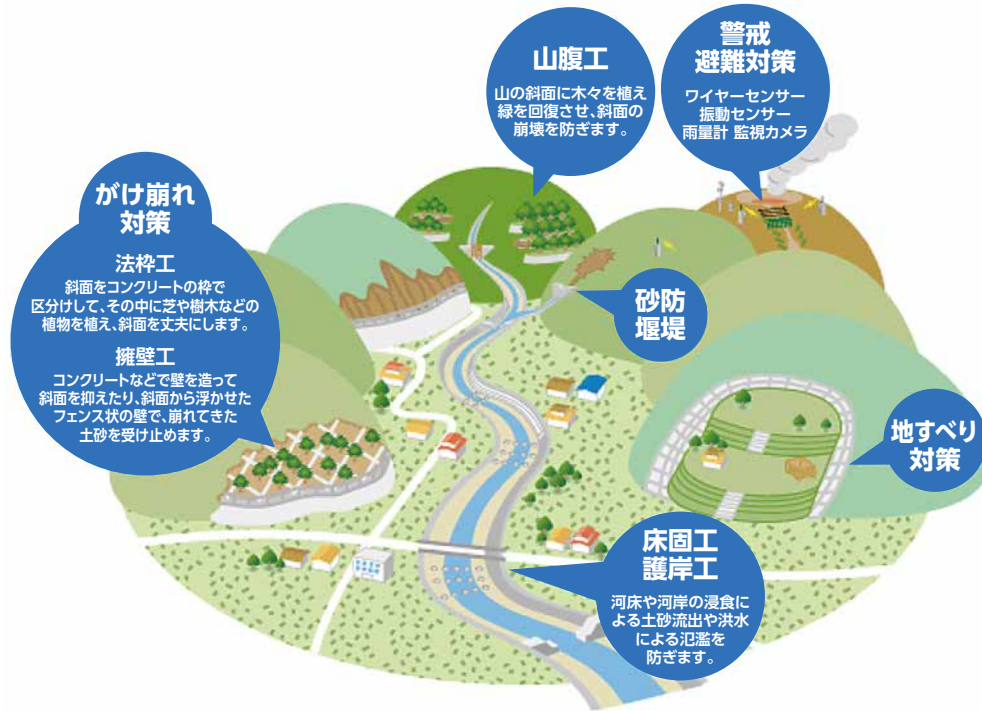 山腹工
山の斜面に木々を植え
緑を回復させ、斜面の
崩壊を防ぎます。
警戒
避難対策
ワイヤーセンサー
振動センサー
雨量計 監視カメラ
がけ崩れ
対策
法枠工
斜面をコンクリートの枠で
区分けして、その中に芝や樹木などの
植物を植え、斜面を丈夫にします。
擁壁工
コンクリートなどで壁を造って
斜面を抑えたり、斜面から浮かせた
フェンス状の壁で、崩れてきた
土砂を受け止めます。
砂防
堰堤
地すべり
対策
床固工
護岸工
河床や河岸の浸食に
よる土砂流出や洪水
による氾濫を
防ぎます。